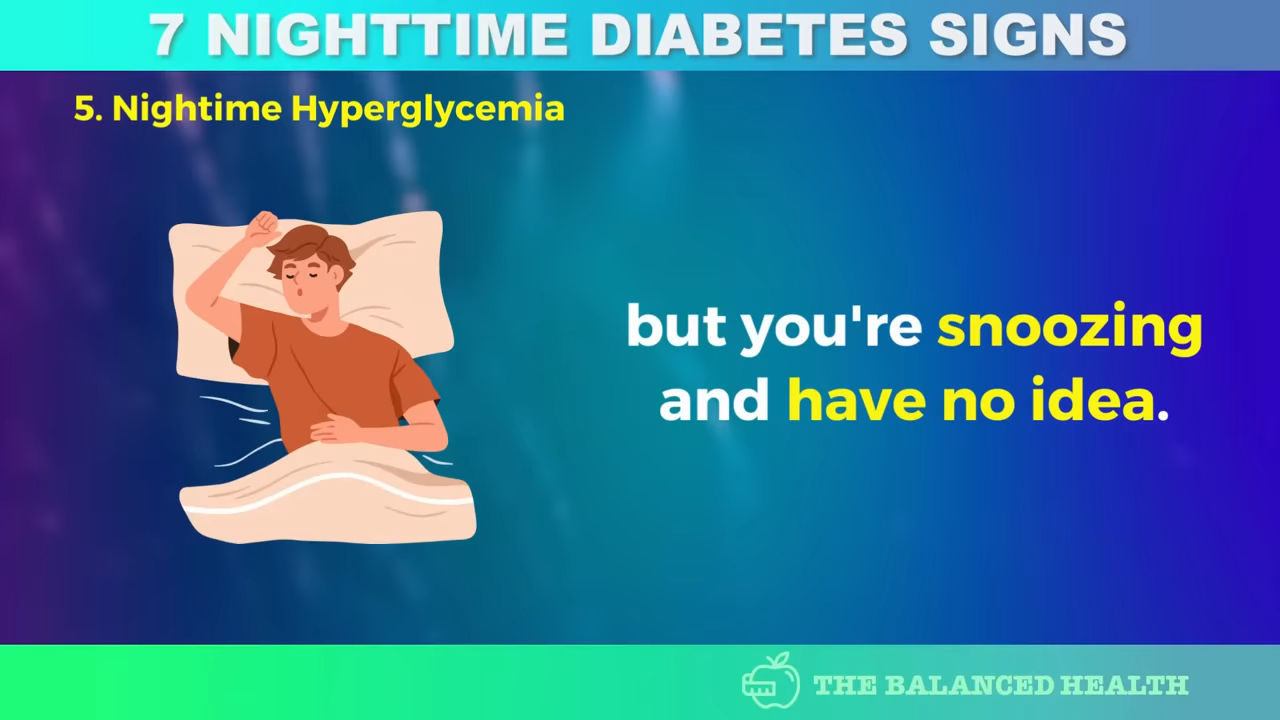 7 NIGHTTIME DIABETES SIGNS
5. Nightime Hyperglycemia
but you're snoozing
and have no idea.
THE BALANCED HEALTH